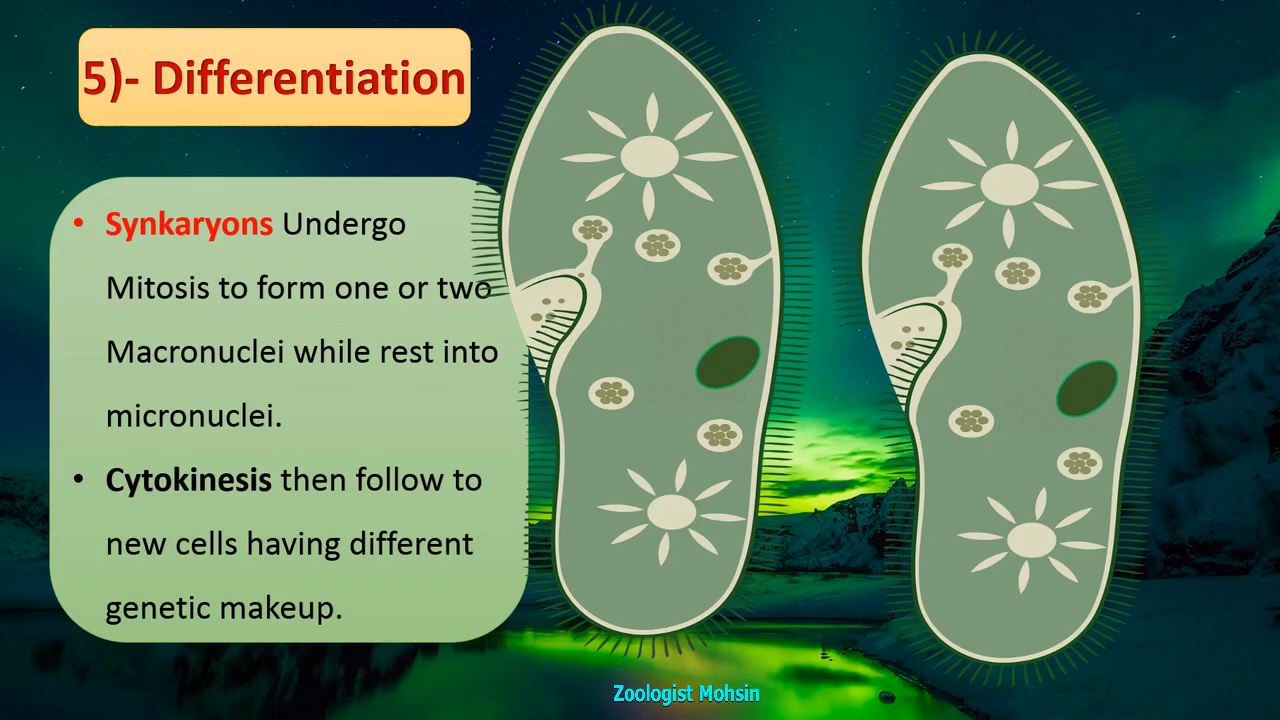 5)- Differentiation
• Synkaryons Undergo
Mitosis to form one or two
Macronuclei while rest into
micronuclei.
• Cytokinesis then follow to
new cells having different
genetic makeup.
Zoologist Mohsin